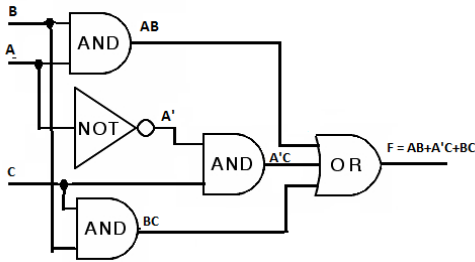 B
AB
AND
A
A'
NOT
AND
A'C
OR
F = AB+A'C+BC
C
AND
BC